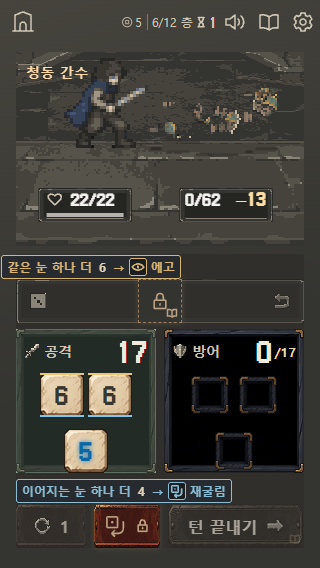 5 6/12 층 1
청동 간수
22/22
0/62 -13
같은 눈 하나 더 6 → 예고
공격 17
방어 0/17
6 6
5
이어지는 눈 하나 더 4 → 재굴림
1
턴 끝내기 →